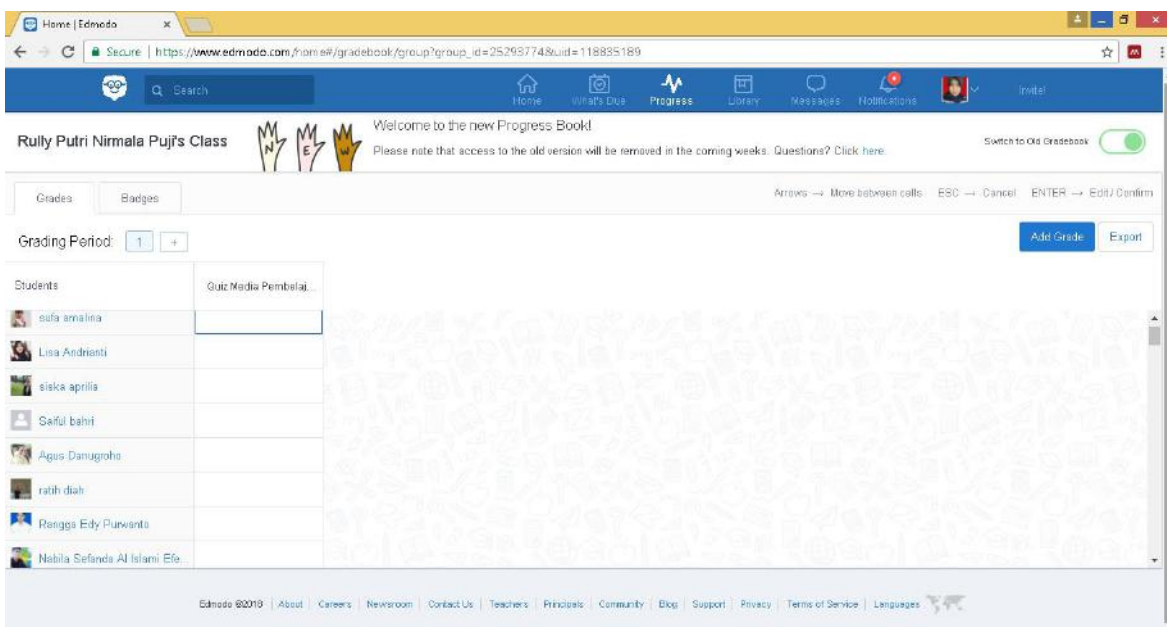 Home | Edmodo
Secure | https://www.edmodo.com/home#/gradebook/group?group_id=25293774&uid=118835189
Search
Home What's Due Progress Library Messages Notifications Invite!
Rully Putri Nirmala Puji's Class
N E W
Welcome to the new Progress Book!
Please note that access to the old version will be removed in the coming weeks. Questions? Click here.
Switch to Old Gradebook
Grades Badges
Arrows → Move between cells ESC → Cancel ENTER → Edit / Confirm
Grading Period: 1 +
Add Grade Export
Students Quiz Media Pembelaj...
safa amalina
Lisa Andrianti
siska aprilia
Saiful bahri
Agus Danugroho
ratih diah
Rangga Edy Purwanto
Nabila Sefanda Al Islami Efe...
Edmodo ©2018 | About | Careers | Newsroom | Contact Us | Teachers | Principals | Community | Blog | Support | Privacy | Terms of Service | Languages